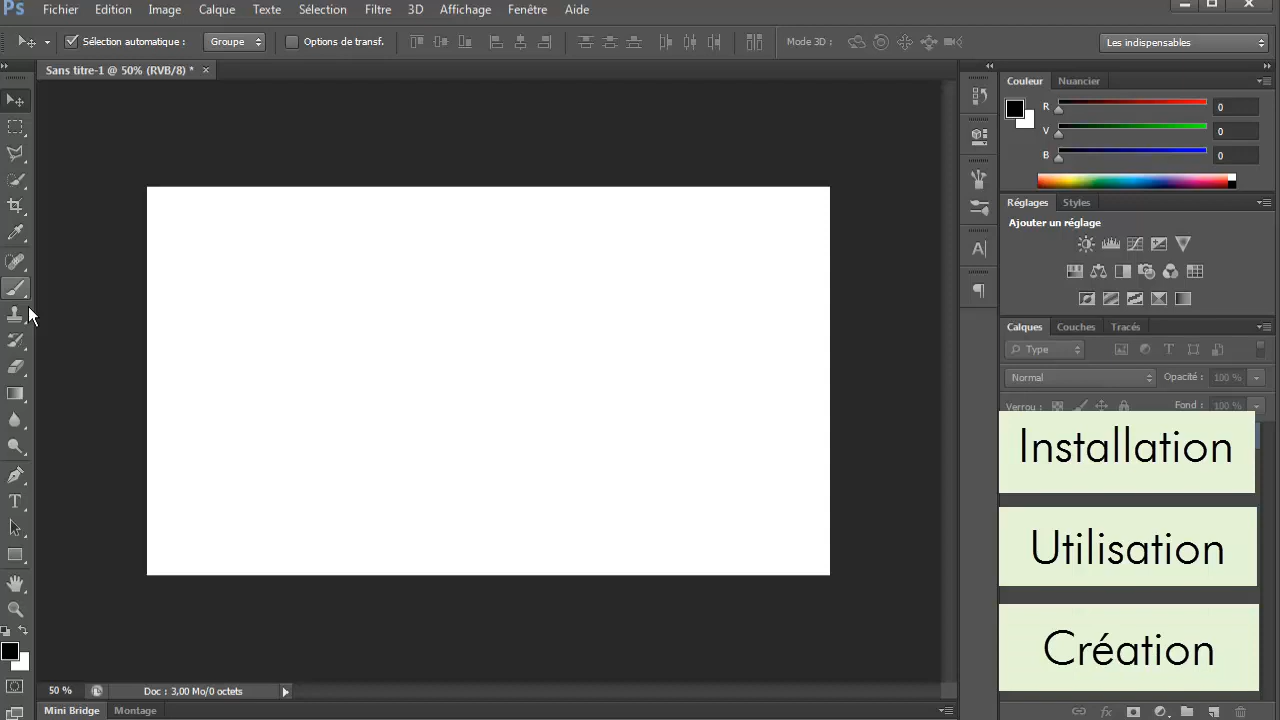 Ps Fichier Edition Image Calque Texte Sélection Filtre 3D Affichage Fenêtre Aide
Sélection automatique : Groupe Options de transf. Mode 3D : Les indispensables
Sans titre-1 @ 50% (RVB/8) * ×
Couleur Nuancier
R 0
V 0
B 0
Réglages Styles
Ajouter un réglage
Calques Couches Tracés
Type
Normal Opacité : 100 %
Verrou : Fond : 100 %
Installation
Utilisation
Création
50 % Doc : 3,00 Mo/0 octets
Mini Bridge Montage